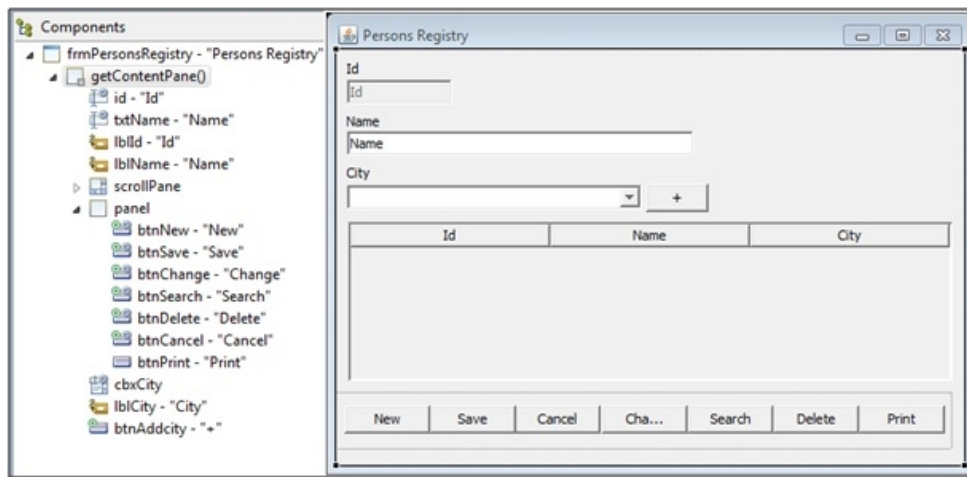 Components
frmPersonsRegistry - "Persons Registry"
getContentPane()
id - "Id"
txtName - "Name"
lblId - "Id"
lblName - "Name"
scrollPane
panel
btnNew - "New"
btnSave - "Save"
btnChange - "Change"
btnSearch - "Search"
btnDelete - "Delete"
btnCancel - "Cancel"
btnPrint - "Print"
cbxCity
lblCity - "City"
btnAddcity - "+"
Persons Registry
Id
Id
Name
Name
City
+
Id Name City
New Save Cancel Cha... Search Delete Print